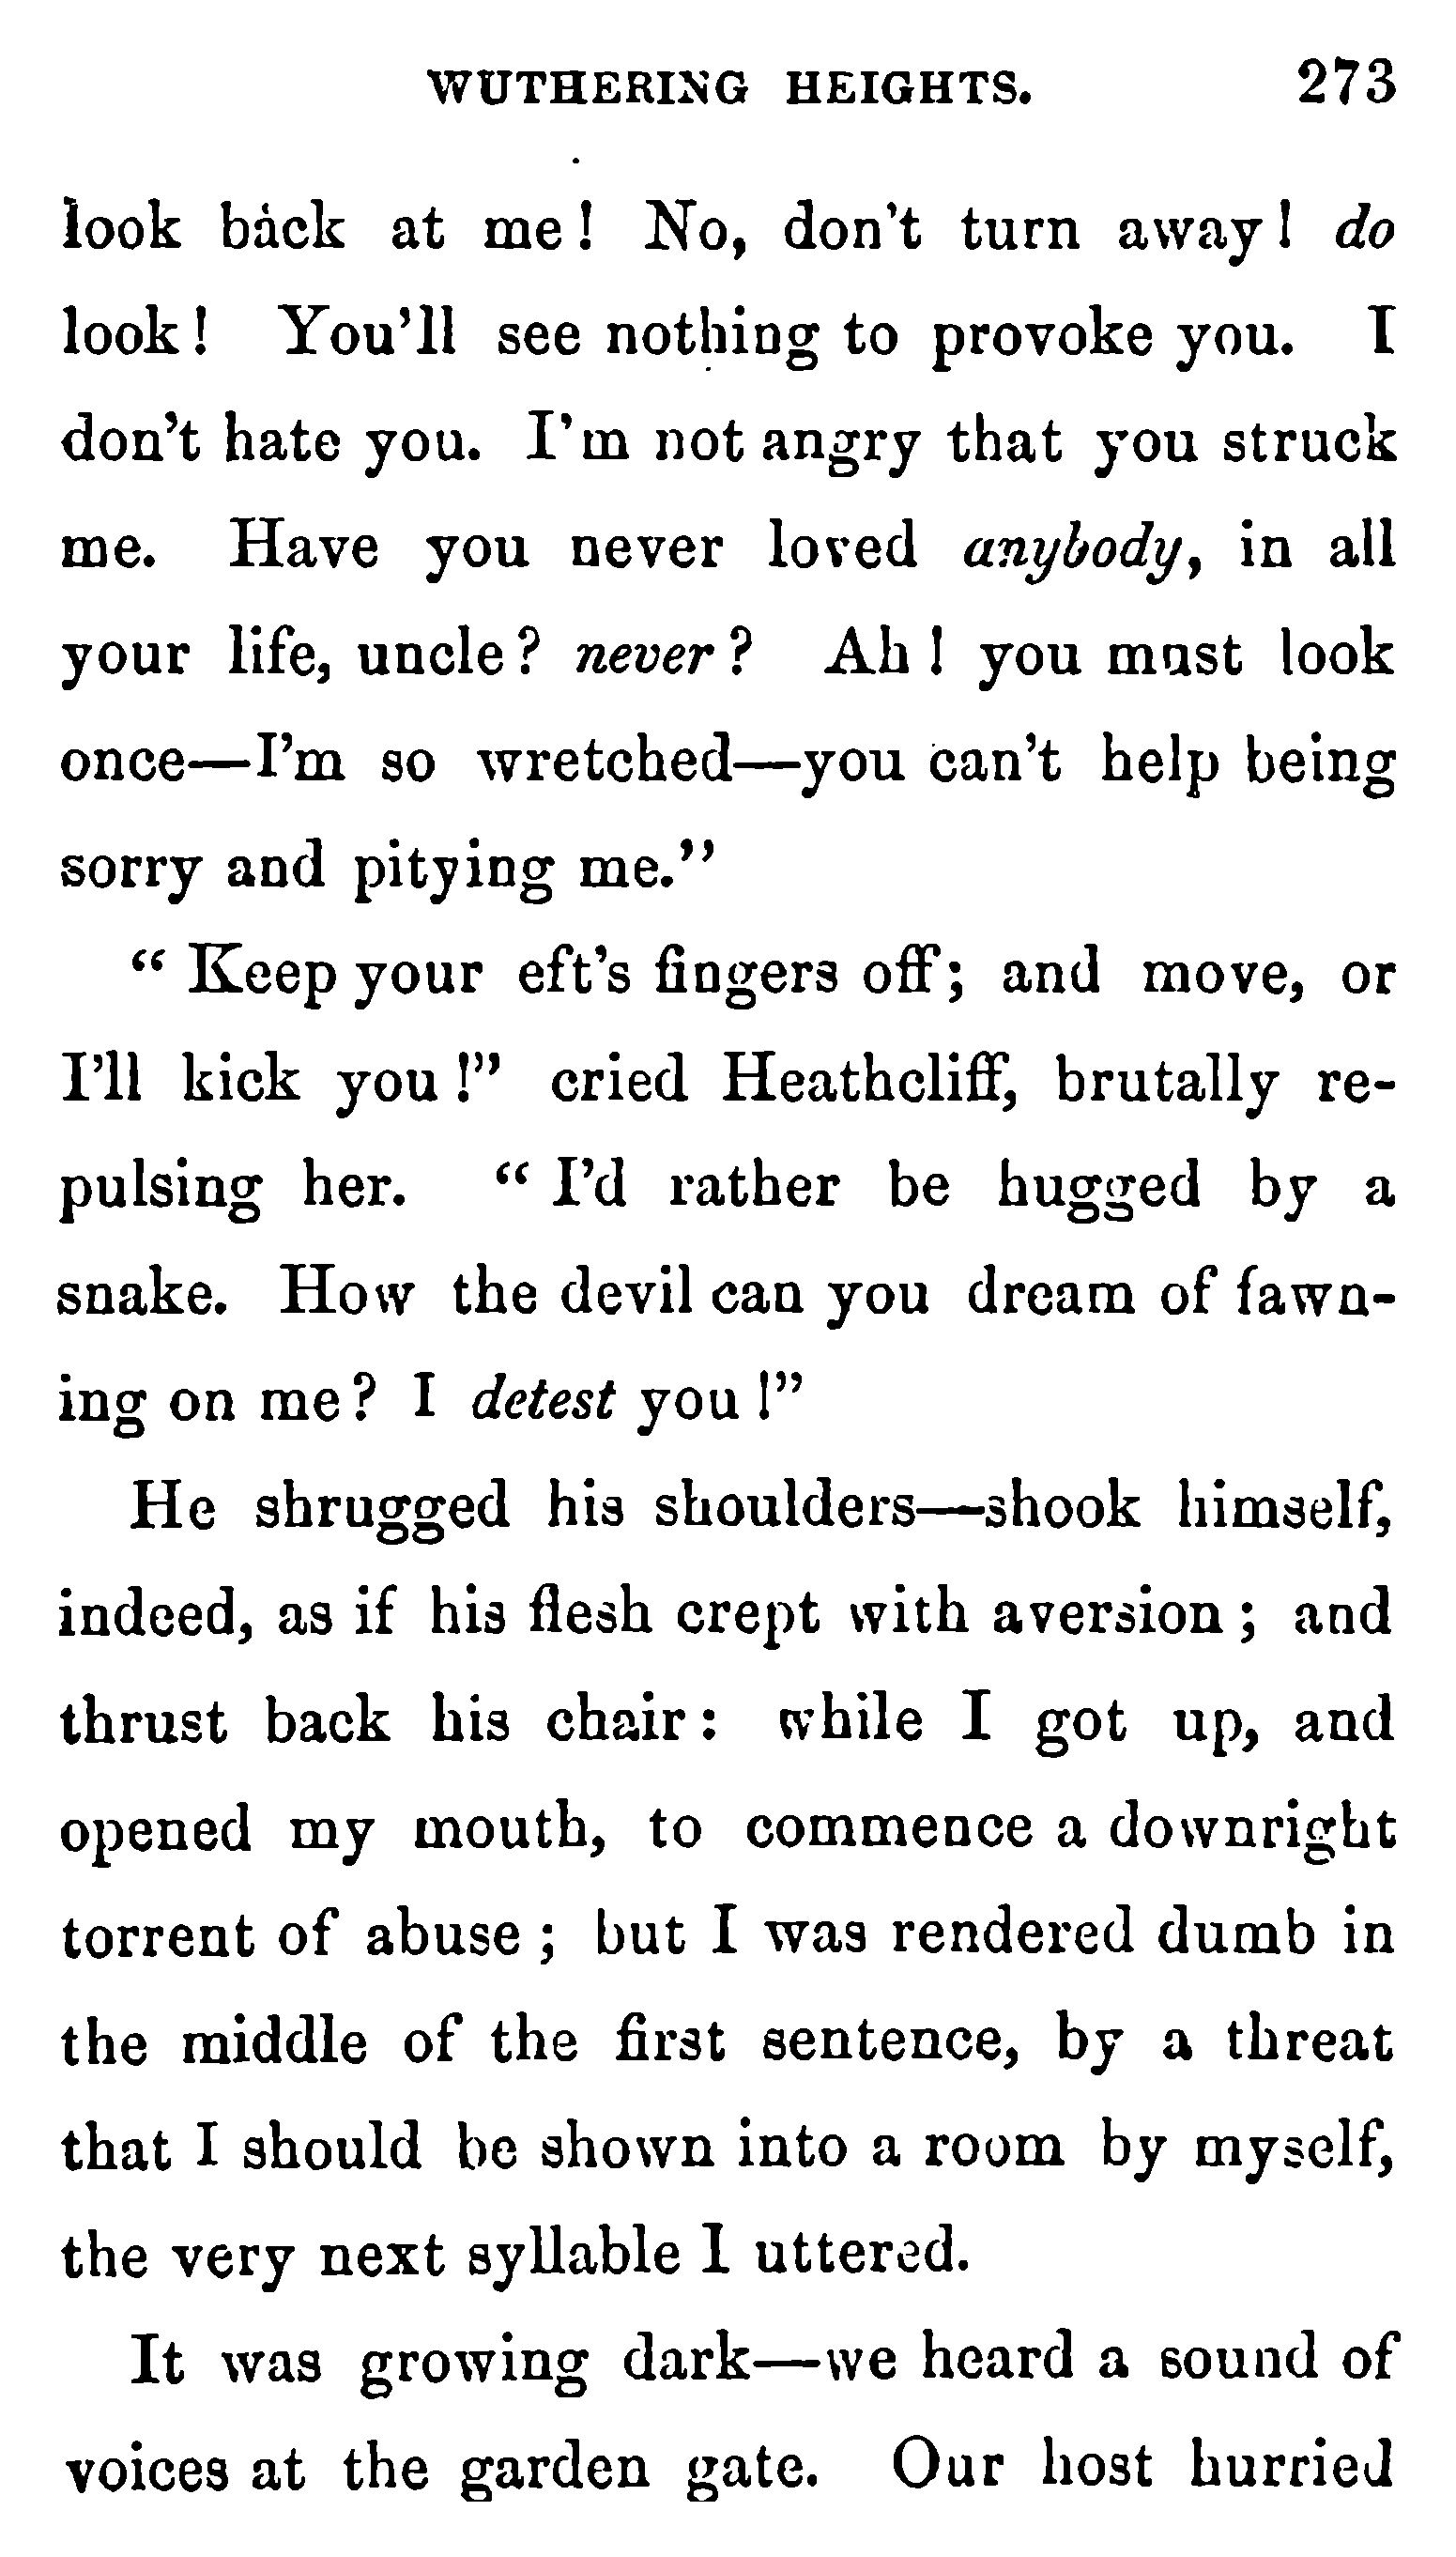 WUTHERING HEIGHTS. 273
look back at me! No, don't turn away! do
look! You'll see nothing to provoke you. I
don't hate you. I'm not angry that you struck
me. Have you never loved anybody, in all
your life, uncle? never? Ah! you must look
once—I'm so wretched—you can't help being
sorry and pitying me."
"Keep your eft's fingers off; and move, or
I'll kick you!" cried Heathcliff, brutally re-
pulsing her. "I'd rather be hugged by a
snake. How the devil can you dream of fawn-
ing on me? I detest you!"
He shrugged his shoulders—shook himself,
indeed, as if his flesh crept with aversion; and
thrust back his chair: while I got up, and
opened my mouth, to commence a downright
torrent of abuse; but I was rendered dumb in
the middle of the first sentence, by a threat
that I should be shown into a room by myself,
the very next syllable I uttered.
It was growing dark—we heard a sound of
voices at the garden gate. Our host hurried